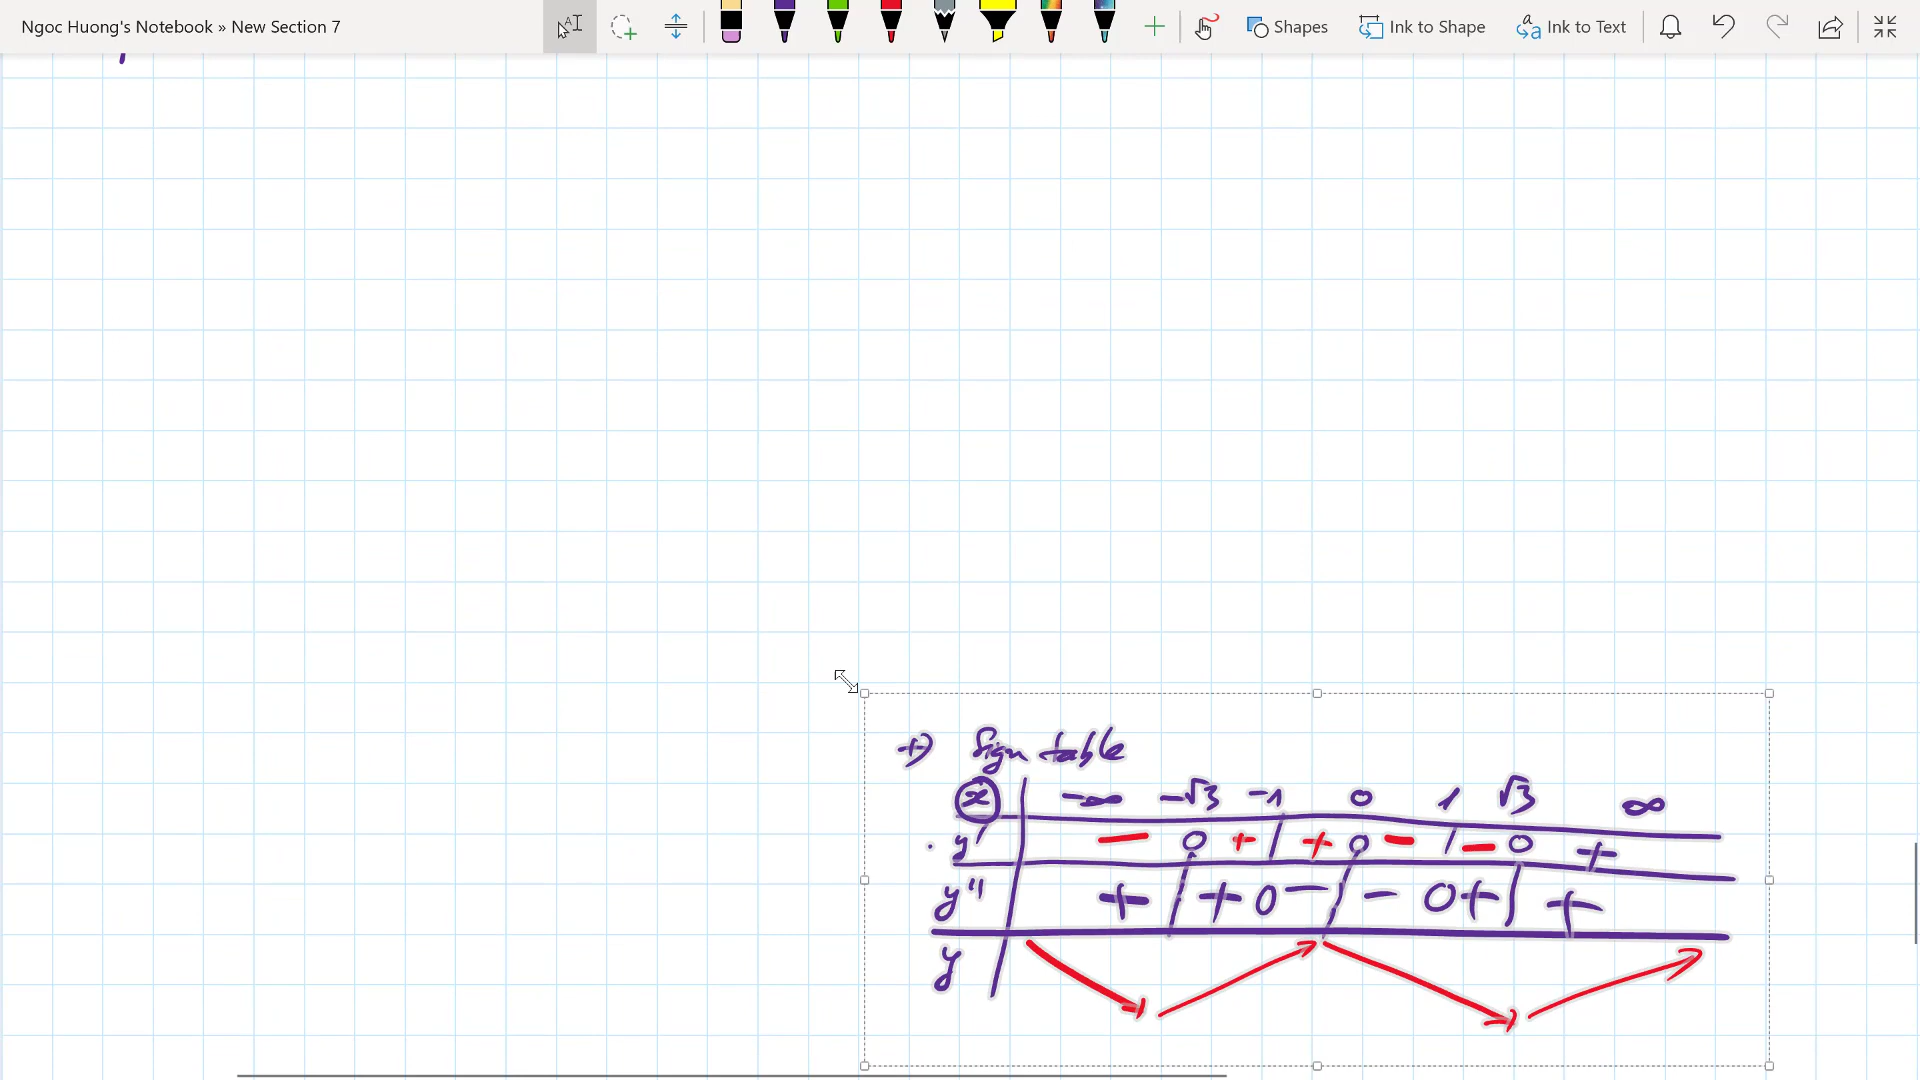 Ngoc Huong's Notebook » New Section 7
Shapes
Ink to Shape
Ink to Text
+) Sign table
x -∞ -√3 -1 0 1 √3 ∞
y' − 0 + | + 0 − | − 0 +
y" + | + 0 − | − 0 + | +
y